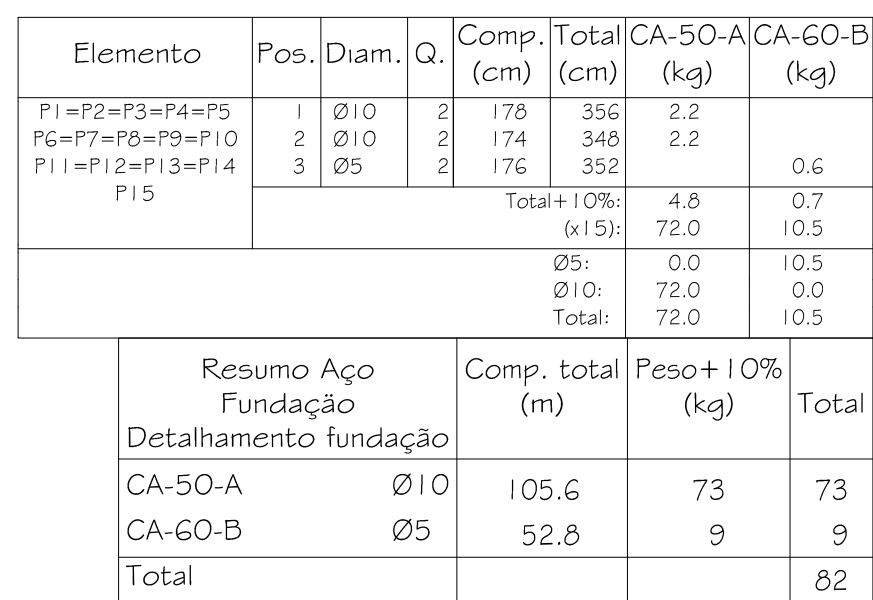 Elemento Pos. Diam. Q. Comp. (cm) Total (cm) CA-50-A (kg) CA-60-B (kg)
P1=P2=P3=P4=P5 1 Ø10 2 178 356 2.2
P6=P7=P8=P9=P10 2 Ø10 2 174 348 2.2
P11=P12=P13=P14 3 Ø5 2 176 352 0.6
P15 Total+10%: 4.8 0.7
(x15): 72.0 10.5
Ø5: 0.0 10.5
Ø10: 72.0 0.0
Total: 72.0 10.5
Resumo Aço
Fundaçäo
Detalhamento fundação
Comp. total
(m)
Peso+10%
(kg)
Total
CA-50-A Ø10 105.6 73 73
CA-60-B Ø5 52.8 9 9
Total 82